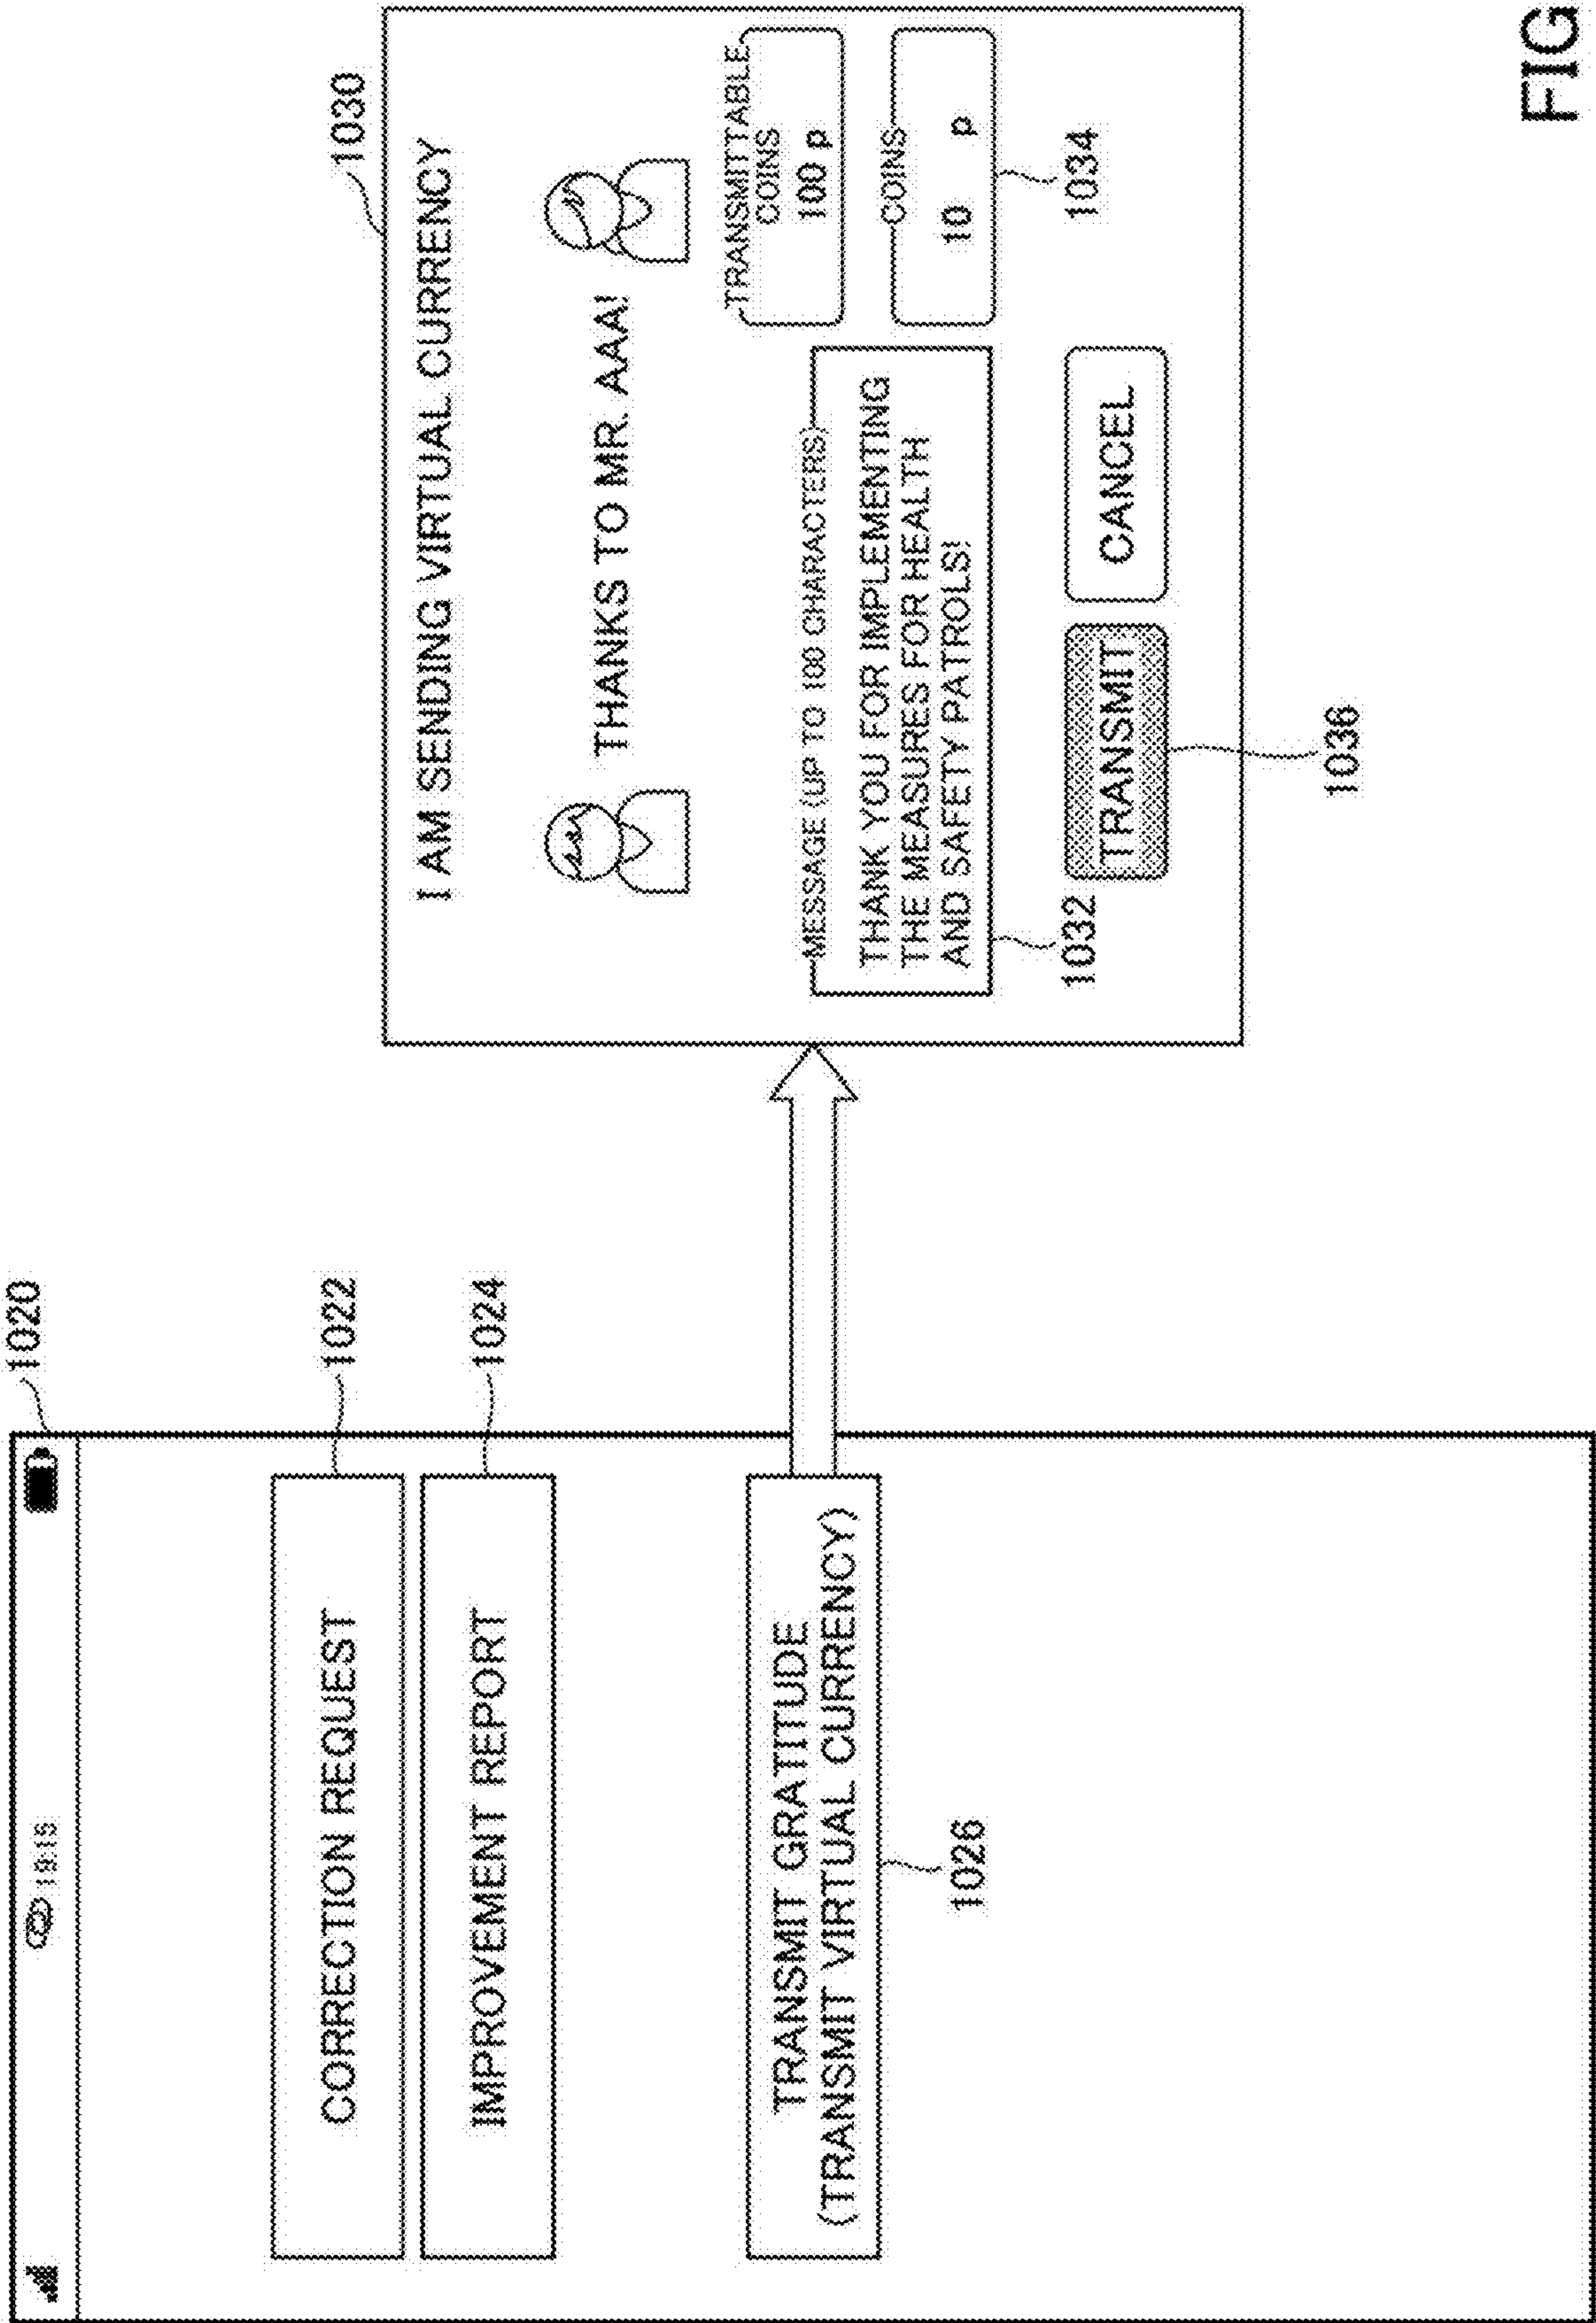 1020
19:15
CORRECTION REQUEST
1022
IMPROVEMENT REPORT
1024
TRANSMIT GRATITUDE
(TRANSMIT VIRTUAL CURRENCY)
1026
1030
I AM SENDING VIRTUAL CURRENCY
THANKS TO MR. AAA!
TRANSMITTABLE
COINS
100 p
MESSAGE (UP TO 100 CHARACTERS)
THANK YOU FOR IMPLEMENTING
THE MEASURES FOR HEALTH
AND SAFETY PATROLS!
COINS
10 p
1032
1034
TRANSMIT
CANCEL
1036
FIG